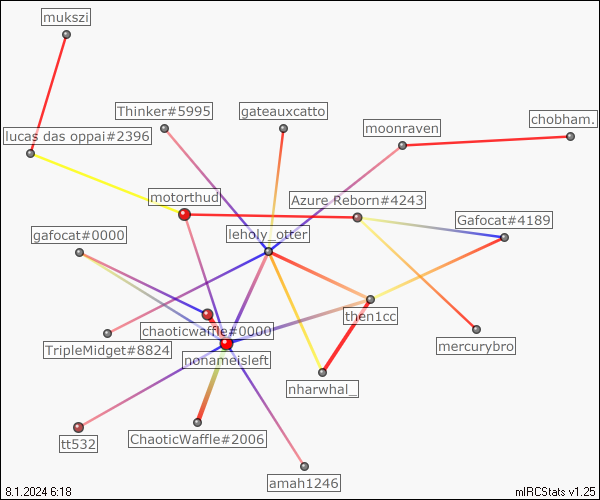 mukszi
Thinker#5995
gateauxcatto
chobham.
moonraven
lucas das oppai#2396
motorthud
Azure Reborn#4243
Gafocat#4189
gafocat#0000
leholy_otter
then1cc
chaoticwaffle#0000
TripleMidget#8824
mercurybro
nonameisleft
nharwhal_
ChaoticWaffle#2006
tt532
amah1246
8.1.2024 6:18
mIRCStats v1.25